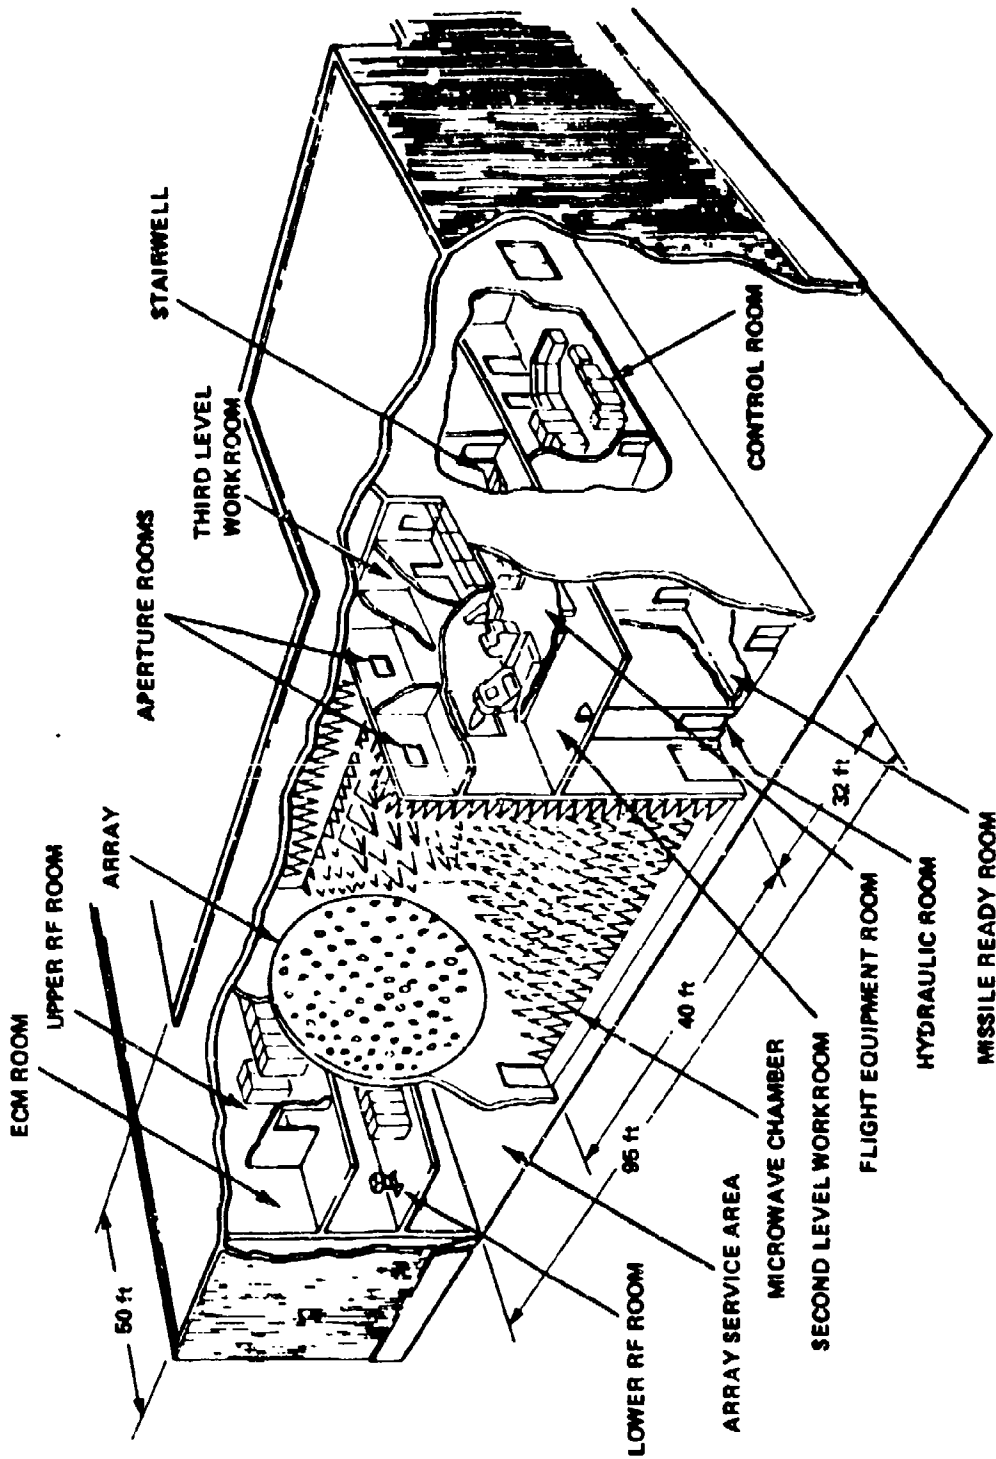 ECM ROOM
UPPER RF ROOM
ARRAY
APERTURE ROOMS
THIRD LEVEL
WORKROOM
STAIRWELL
50 ft
CONTROL ROOM
95 ft
40 ft
32 ft
LOWER RF ROOM
ARRAY SERVICE AREA
MICROWAVE CHAMBER
SECOND LEVEL WORKROOM
FLIGHT EQUIPMENT ROOM
HYDRAULIC ROOM
MISSILE READY ROOM